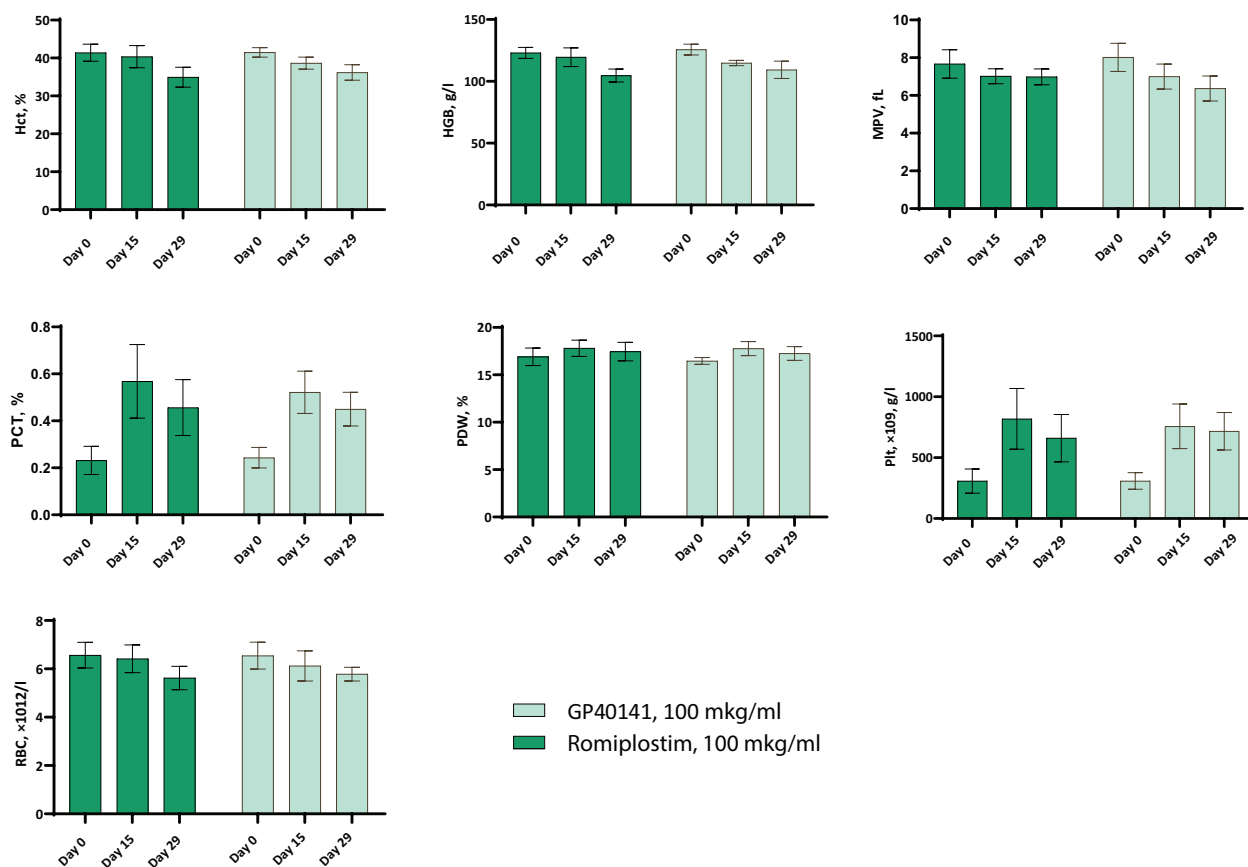 Hct, %
50
40
30
20
10
0
Day 0
Day 15
Day 29
Day 0
Day 15
Day 29
HGB, g/l
150
100
50
0
Day 0
Day 15
Day 29
Day 0
Day 15
Day 29
MPV, fL
10
8
6
4
2
0
Day 0
Day 15
Day 29
Day 0
Day 15
Day 29
PCT, %
0.8
0.6
0.4
0.2
0.0
Day 0
Day 15
Day 29
Day 0
Day 15
Day 29
PDW, %
20
15
10
5
0
Day 0
Day 15
Day 29
Day 0
Day 15
Day 29
Plt, ×109, g/l
1500
1000
500
0
Day 0
Day 15
Day 29
Day 0
Day 15
Day 29
RBC, ×1012/l
8
6
4
2
0
Day 0
Day 15
Day 29
Day 0
Day 15
Day 29
GP40141, 100 mkg/ml
Romiplostim, 100 mkg/ml